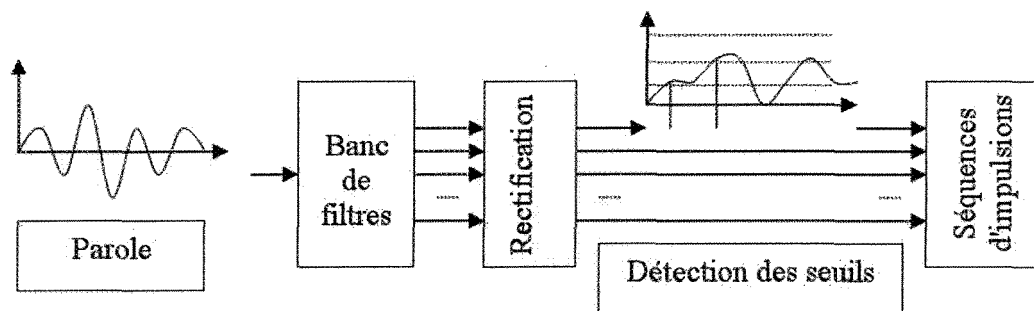 Parole
Banc
de
filtres
Rectification
Détection des seuils
Séquences
d'impulsions